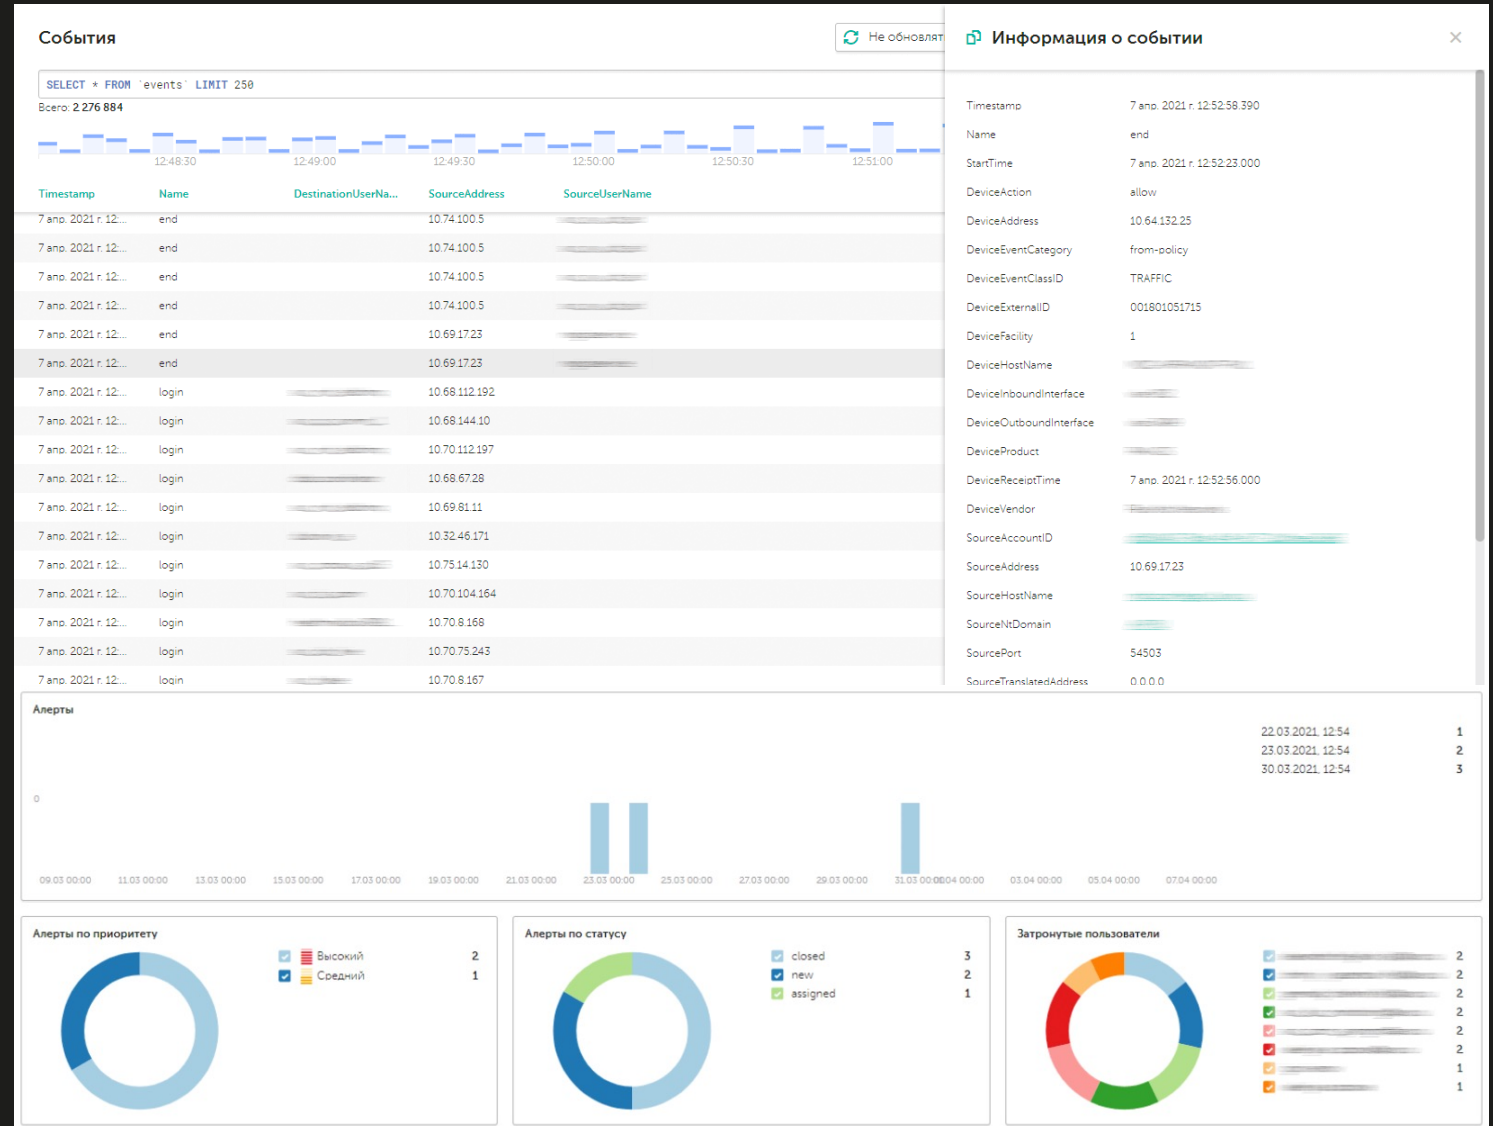 События
Не обновлят
SELECT * FROM `events` LIMIT 250
Всего: 2 276 884
12:48:30 12:49:00 12:49:30 12:50:00 12:50:30 12:51:00
Timestamp Name DestinationUserNa... SourceAddress SourceUserName
7 апр. 2021 г. 12:... end 10.74.100.5
7 апр. 2021 г. 12:... end 10.74.100.5
7 апр. 2021 г. 12:... end 10.74.100.5
7 апр. 2021 г. 12:... end 10.74.100.5
7 апр. 2021 г. 12:... end 10.69.17.23
7 апр. 2021 г. 12:... end 10.69.17.23
7 апр. 2021 г. 12:... login 10.68.112.192
7 апр. 2021 г. 12:... login 10.68.144.10
7 апр. 2021 г. 12:... login 10.70.112.197
7 апр. 2021 г. 12:... login 10.68.67.28
7 апр. 2021 г. 12:... login 10.69.81.11
7 апр. 2021 г. 12:... login 10.32.46.171
7 апр. 2021 г. 12:... login 10.75.14.130
7 апр. 2021 г. 12:... login 10.70.104.164
7 апр. 2021 г. 12:... login 10.70.8.168
7 апр. 2021 г. 12:... login 10.70.75.243
7 апр. 2021 г. 12:... login 10.70.8.167
Информация о событии
Timestamp 7 апр. 2021 г. 12:52:58.390
Name end
StartTime 7 апр. 2021 г. 12:52:23.000
DeviceAction allow
DeviceAddress 10.64.132.25
DeviceEventCategory from-policy
DeviceEventClassID TRAFFIC
DeviceExternalID 001801051715
DeviceFacility 1
DeviceHostName
DeviceInboundInterface
DeviceOutboundInterface
DeviceProduct
DeviceReceiptTime 7 апр. 2021 г. 12:52:56.000
DeviceVendor
SourceAccountID
SourceAddress 10.69.17.23
SourceHostName
SourceNtDomain
SourcePort 54503
SourceTranslatedAddress 0.0.0.0
Алерты
22.03.2021, 12:54 1
23.03.2021, 12:54 2
30.03.2021, 12:54 3
0
09.03 00:00 11.03 00:00 13.03 00:00 15.03 00:00 17.03 00:00 19.03 00:00 21.03 00:00 23.03 00:00 25.03 00:00 27.03 00:00 29.03 00:00 31.03 00:00 01.04 00:00 03.04 00:00 05.04 00:00 07.04 00:00
Алерты по приоритету
Высокий 2
Средний 1
Алерты по статусу
closed 3
new 2
assigned 1
Затронутые пользователи
2
2
2
2
2
2
1
1